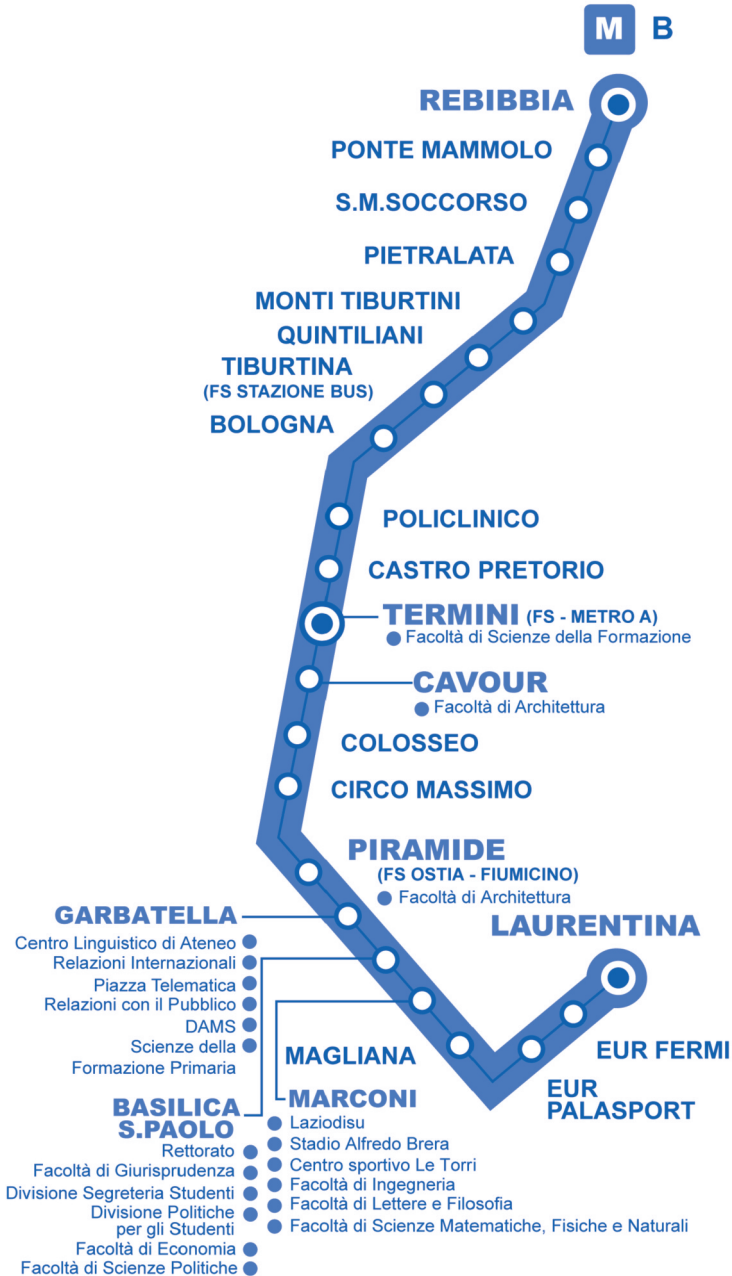 M B
REBIBBIA
PONTE MAMMOLO
S.M.SOCCORSO
PIETRALATA
MONTI TIBURTINI
QUINTILIANI
TIBURTINA
(FS STAZIONE BUS)
BOLOGNA
POLICLINICO
CASTRO PRETORIO
TERMINI (FS - METRO A)
Facoltà di Scienze della Formazione
CAVOUR
Facoltà di Architettura
COLOSSEO
CIRCO MASSIMO
PIRAMIDE
(FS OSTIA - FIUMICINO)
Facoltà di Architettura
GARBATELLA
Centro Linguistico di Ateneo
Relazioni Internazionali
Piazza Telematica
Relazioni con il Pubblico
DAMS
Scienze della
Formazione Primaria
BASILICA
S.PAOLO
Rettorato
Facoltà di Giurisprudenza
Divisione Segreteria Studenti
Divisione Politiche
per gli Studenti
Facoltà di Economia
Facoltà di Scienze Politiche
MARCONI
Laziodisu
Stadio Alfredo Brera
Centro sportivo Le Torri
Facoltà di Ingegneria
Facoltà di Lettere e Filosofia
Facoltà di Scienze Matematiche, Fisiche e Naturali
MAGLIANA
EUR
PALASPORT
EUR FERMI
LAURENTINA